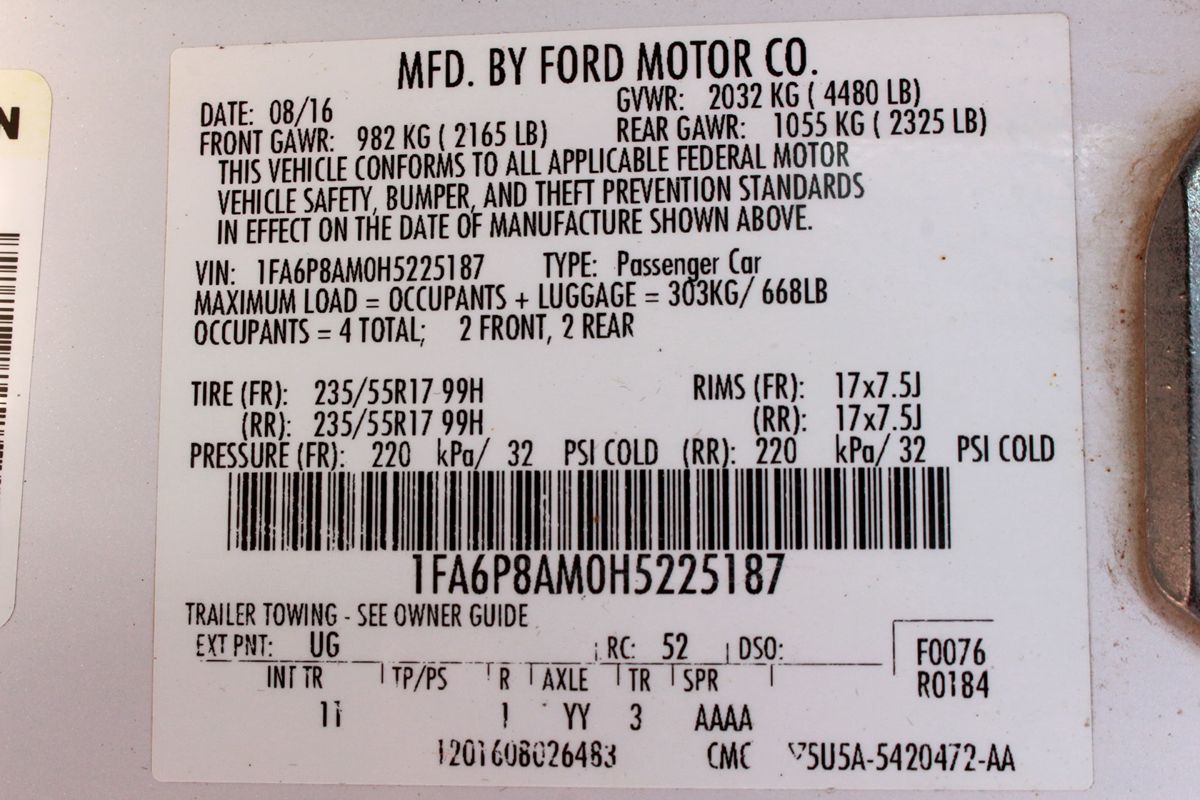 N
MFD. BY FORD MOTOR CO.
DATE: 08/16 GVWR: 2032 KG ( 4480 LB)
FRONT GAWR: 982 KG ( 2165 LB) REAR GAWR: 1055 KG ( 2325 LB)
THIS VEHICLE CONFORMS TO ALL APPLICABLE FEDERAL MOTOR
VEHICLE SAFETY, BUMPER, AND THEFT PREVENTION STANDARDS
IN EFFECT ON THE DATE OF MANUFACTURE SHOWN ABOVE.
VIN: 1FA6P8AM0H5225187 TYPE: Passenger Car
MAXIMUM LOAD = OCCUPANTS + LUGGAGE = 303KG/ 668LB
OCCUPANTS = 4 TOTAL; 2 FRONT, 2 REAR
TIRE (FR): 235/55R17 99H RIMS (FR): 17x7.5J
(RR): 235/55R17 99H (RR): 17x7.5J
PRESSURE (FR): 220 kPa/ 32 PSI COLD (RR): 220 kPa/ 32 PSI COLD
1FA6P8AM0H5225187
TRAILER TOWING - SEE OWNER GUIDE
EXT PNT: UG RC: 52 DSO: F0076
INT TR TP/PS R AXLE TR SPR R0184
11 1 YY 3 AAAA
1201608026483 CMC 5U5A-5420472-AA